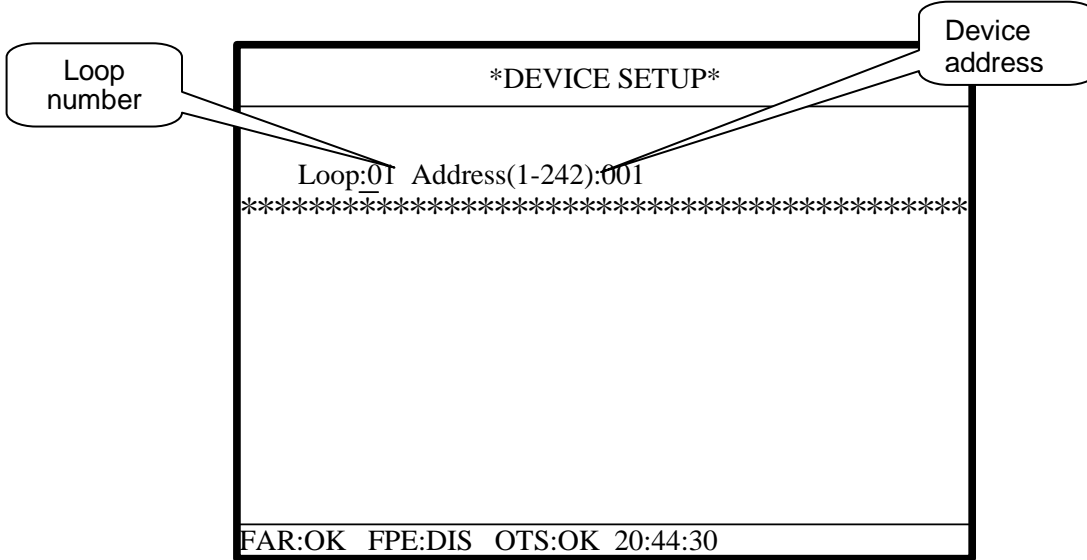 Loop
number
Device
address
*DEVICE SETUP*
Loop:01 Address(1-242):001
*******************************************
FAR:OK FPE:DIS OTS:OK 20:44:30